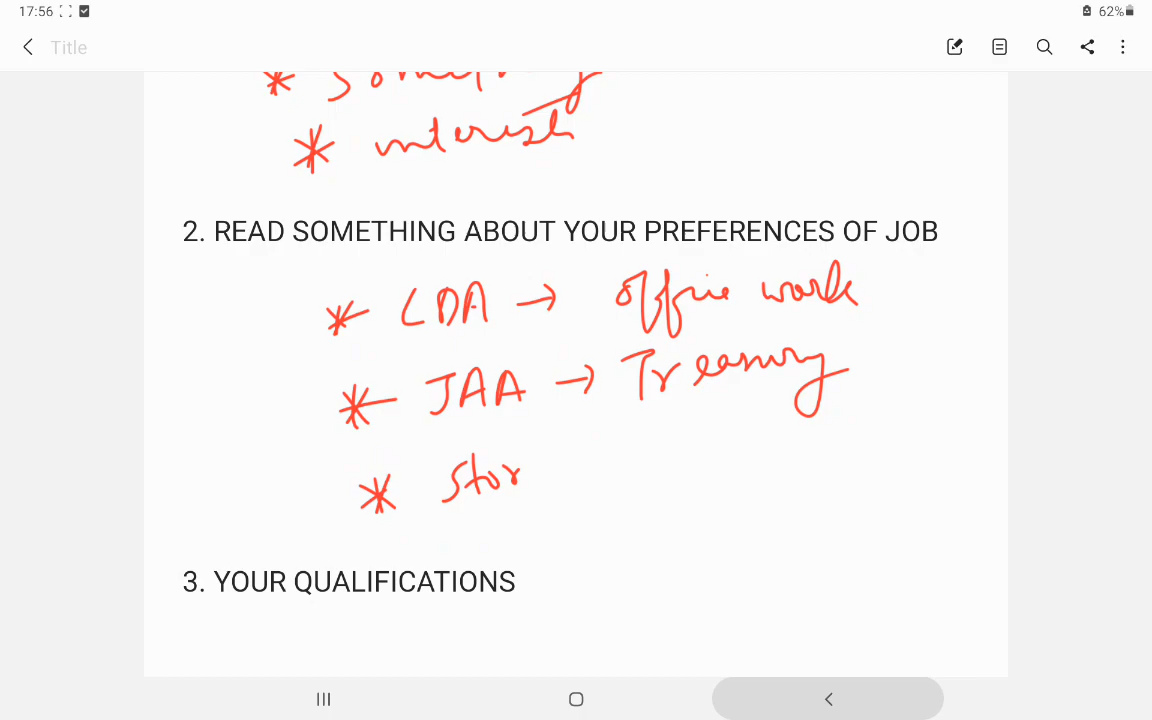 17:56 62%
Title
* Something
* interest
2. READ SOMETHING ABOUT YOUR PREFERENCES OF JOB
* LDA → office work
* JAA → Treasury
* Stor
3. YOUR QUALIFICATIONS